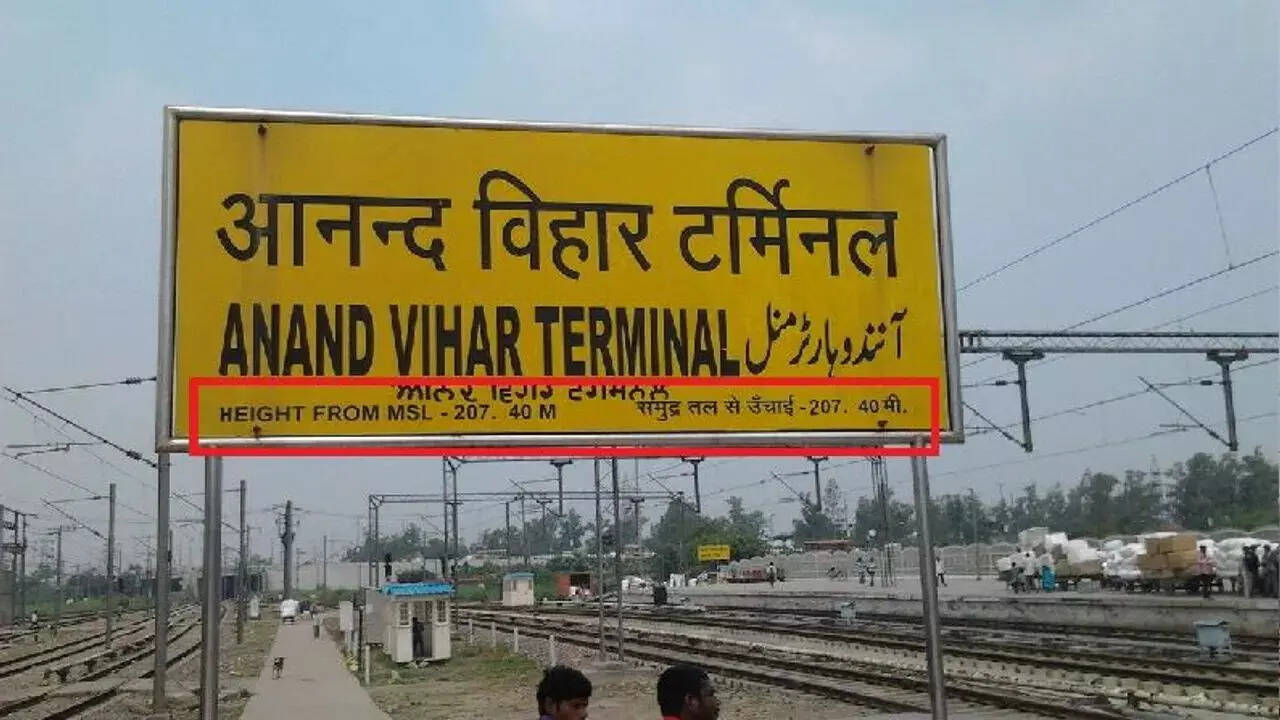 आनन्द विहार टर्मिनल
ANAND VIHAR TERMINAL آنند وہار ٹرمنل
HEIGHT FROM MSL - 207. 40 M समुद्र तल से उँचाई - 207. 40 मी.